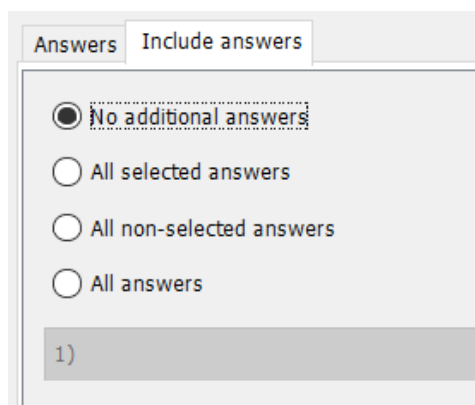 Answers Include answers
No additional answers
All selected answers
All non-selected answers
All answers
1)